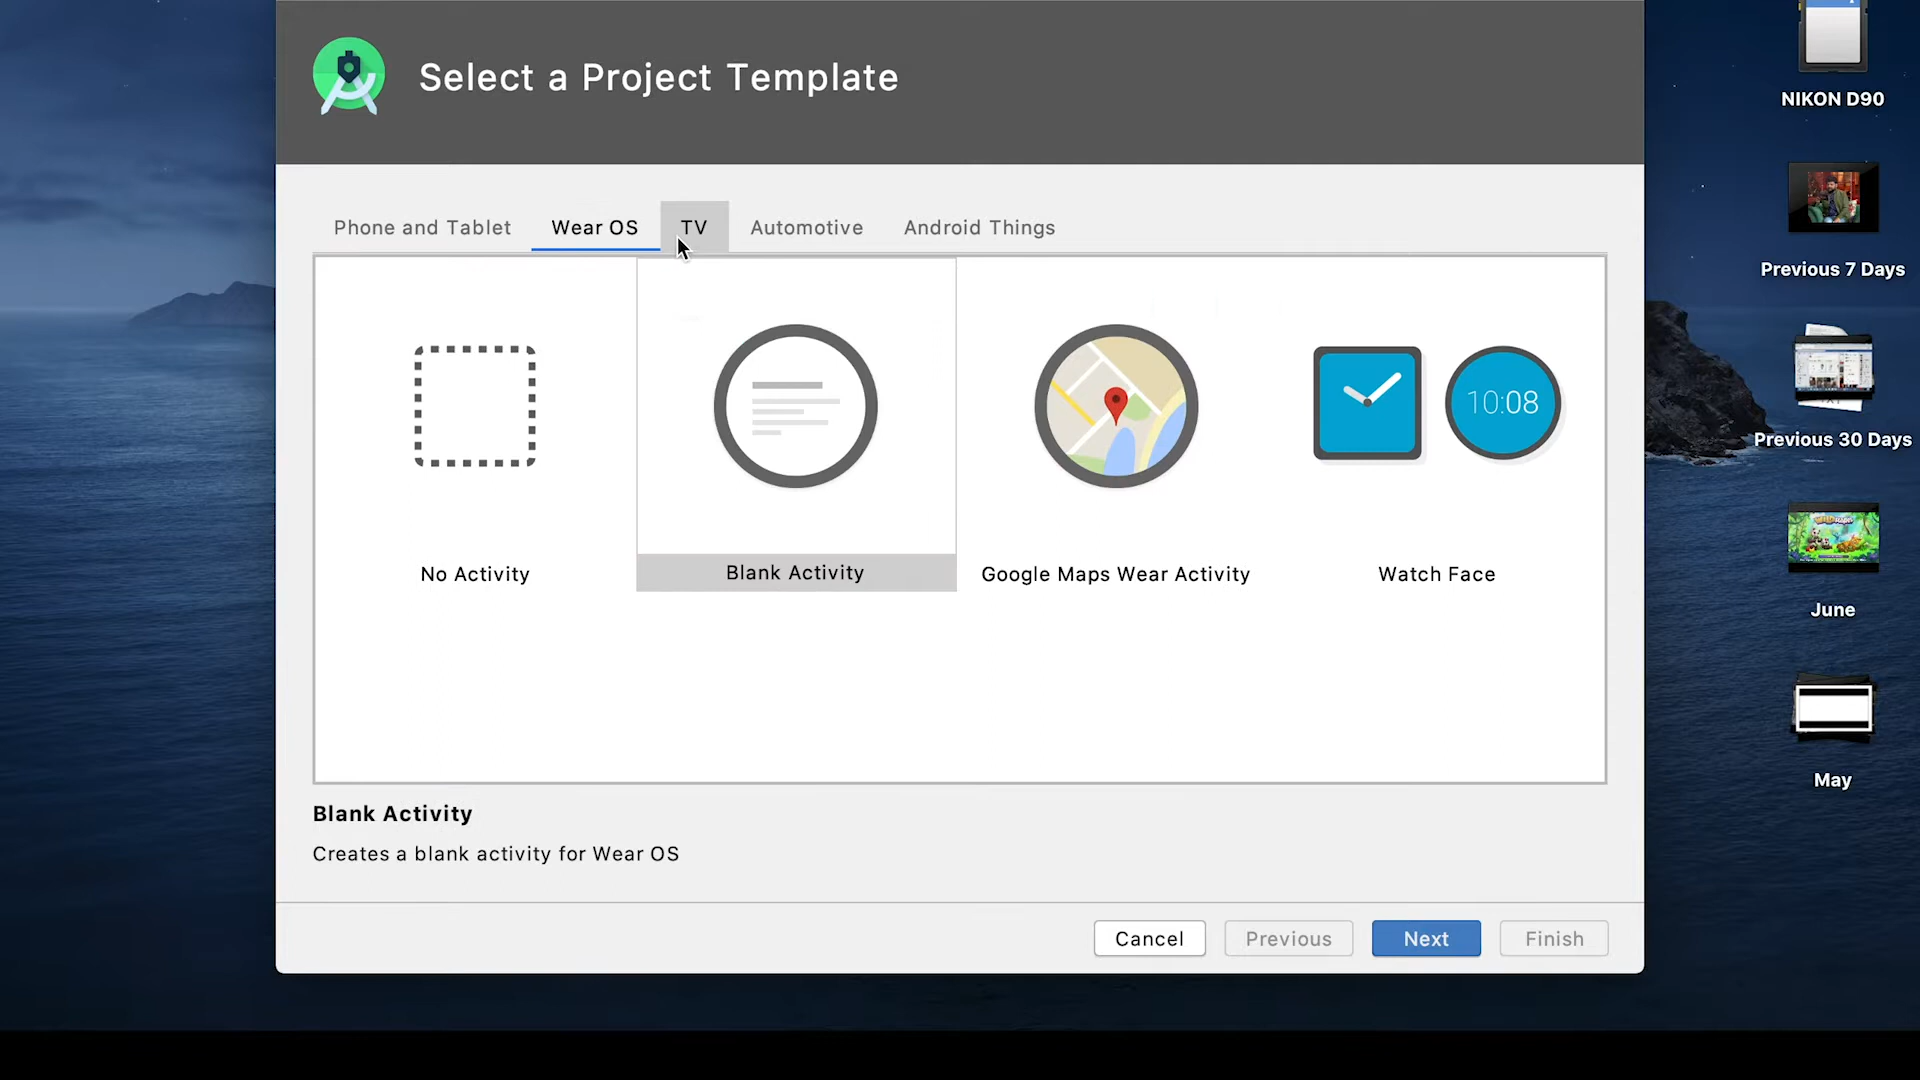 Select a Project Template
NIKON D90
Phone and Tablet
Wear OS
TV
Automotive
Android Things
Previous 7 Days
10:08
Previous 30 Days
No Activity
Blank Activity
Google Maps Wear Activity
Watch Face
June
May
Blank Activity
Creates a blank activity for Wear OS
Cancel
Previous
Next
Finish